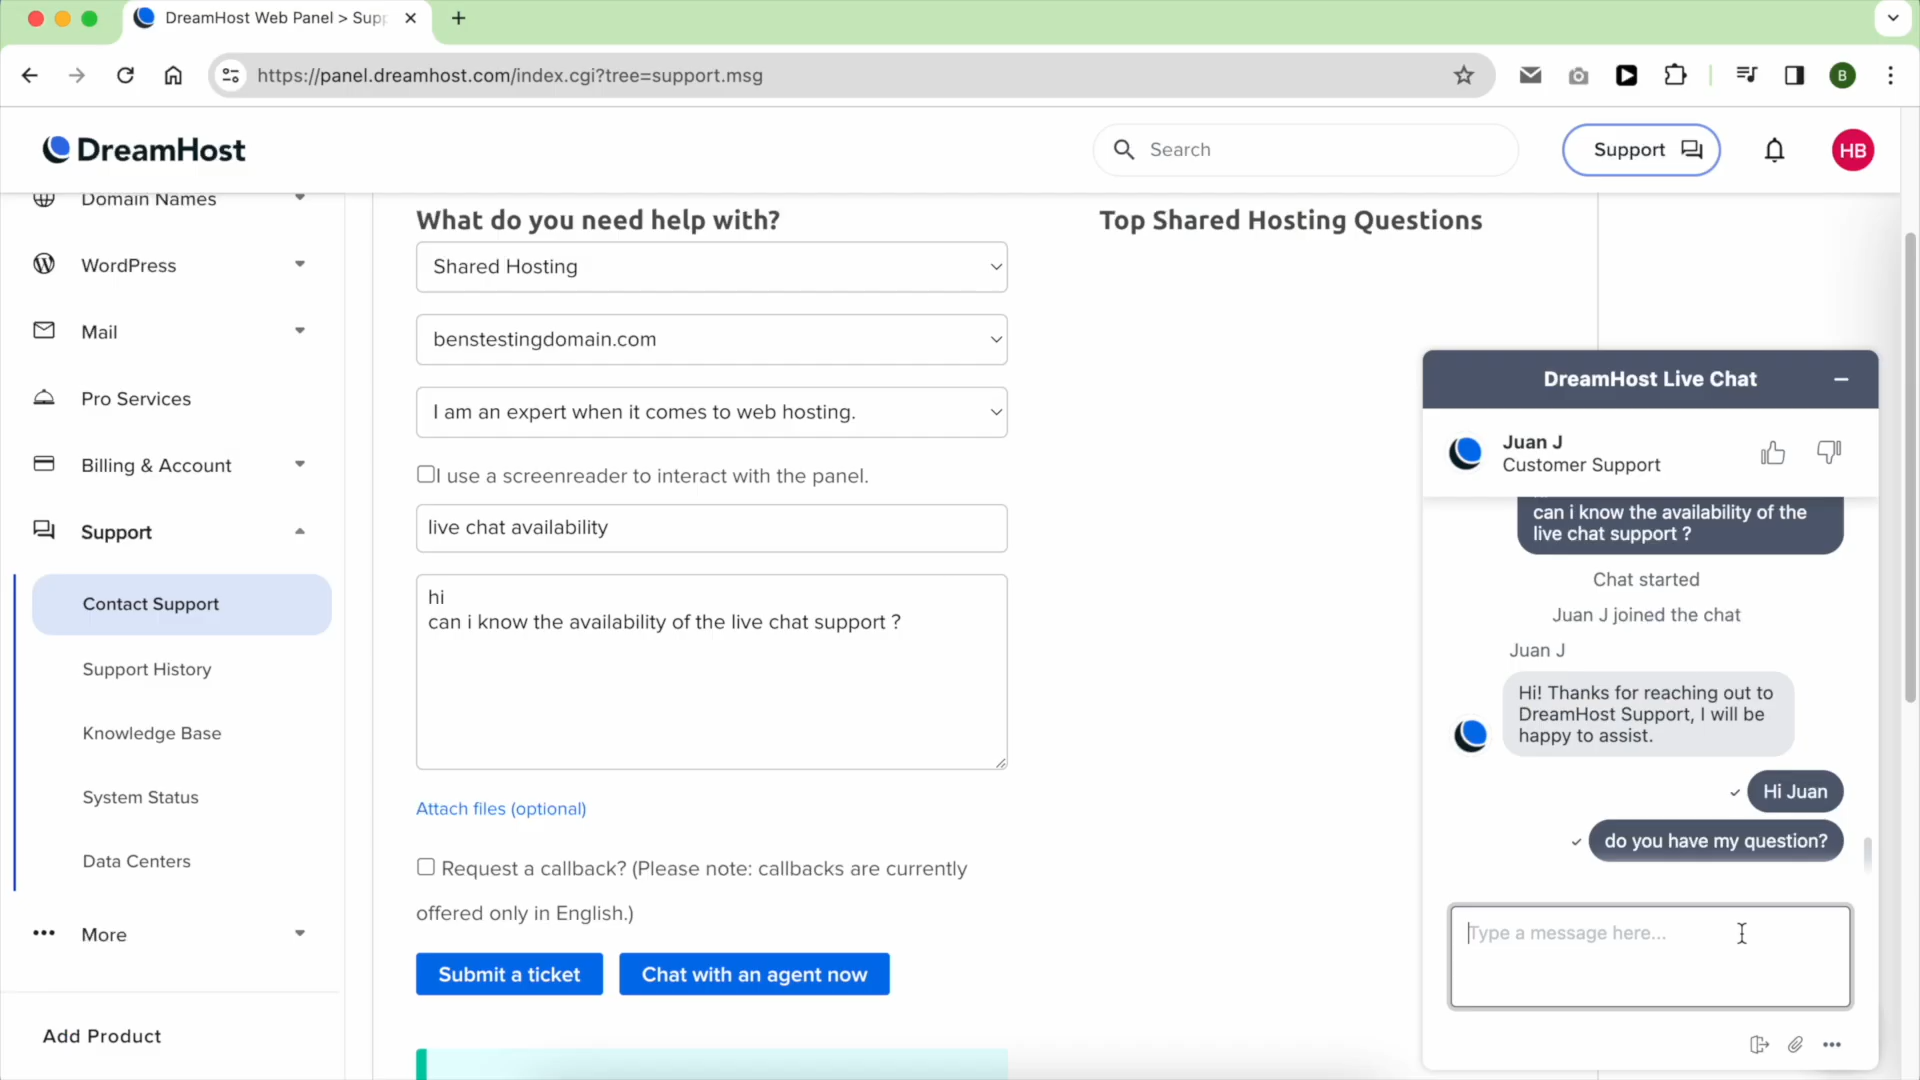 DreamHost Web Panel > Supp
https://panel.dreamhost.com/index.cgi?tree=support.msg
B
DreamHost
Search
Support
HB
Domain Names
WordPress
Mail
Pro Services
Billing & Account
Support
Contact Support
Support History
Knowledge Base
System Status
Data Centers
More
Add Product
What do you need help with?
Shared Hosting
benstestingdomain.com
I am an expert when it comes to web hosting.
I use a screenreader to interact with the panel.
live chat availability
hi
can i know the availability of the live chat support ?
Attach files (optional)
Request a callback? (Please note: callbacks are currently
offered only in English.)
Submit a ticket
Chat with an agent now
Top Shared Hosting Questions
DreamHost Live Chat
Juan J
Customer Support
can i know the availability of the
live chat support ?
Chat started
Juan J joined the chat
Juan J
Hi! Thanks for reaching out to
DreamHost Support, I will be
happy to assist.
Hi Juan
do you have my question?
Type a message here...